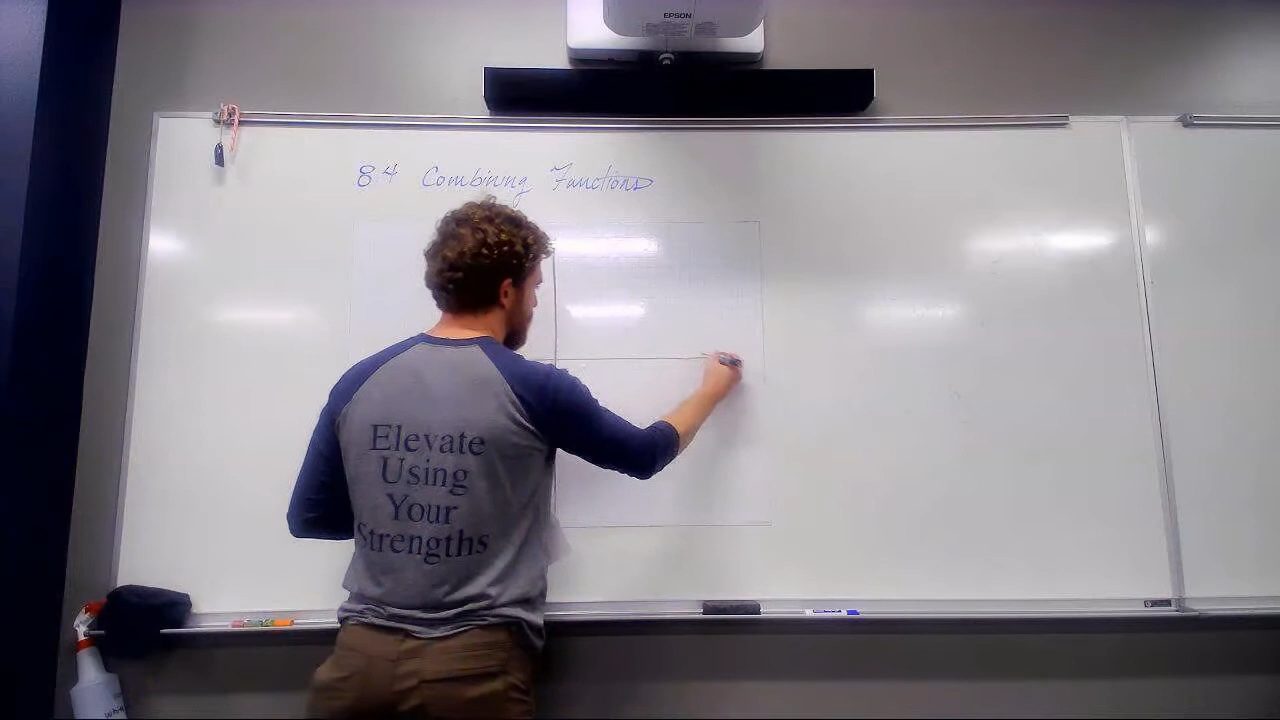 EPSON
8.4 Combining Functions
Elevate
Using
Your
Strengths